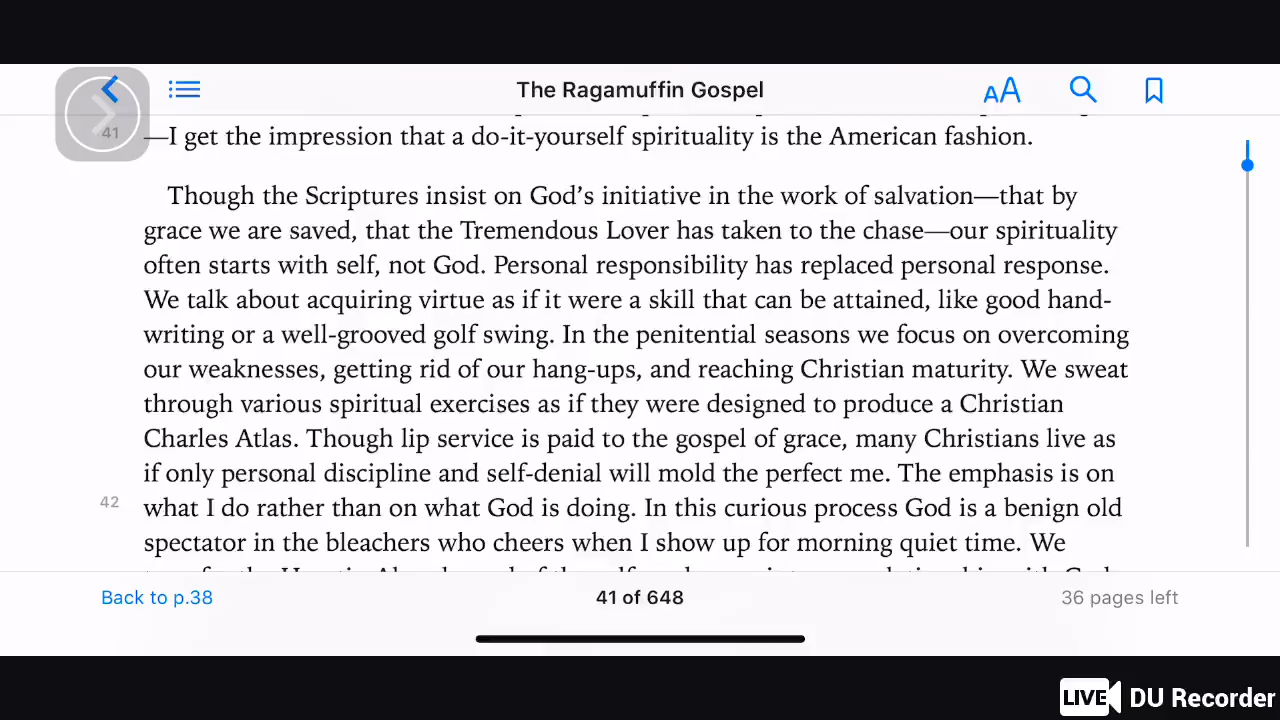 The Ragamuffin Gospel
AA
41
—I get the impression that a do-it-yourself spirituality is the American fashion.
Though the Scriptures insist on God’s initiative in the work of salvation—that by
grace we are saved, that the Tremendous Lover has taken to the chase—our spirituality
often starts with self, not God. Personal responsibility has replaced personal response.
We talk about acquiring virtue as if it were a skill that can be attained, like good hand-
writing or a well-grooved golf swing. In the penitential seasons we focus on overcoming
our weaknesses, getting rid of our hang-ups, and reaching Christian maturity. We sweat
through various spiritual exercises as if they were designed to produce a Christian
Charles Atlas. Though lip service is paid to the gospel of grace, many Christians live as
if only personal discipline and self-denial will mold the perfect me. The emphasis is on
42
what I do rather than on what God is doing. In this curious process God is a benign old
spectator in the bleachers who cheers when I show up for morning quiet time. We
Back to p.38
41 of 648
36 pages left
LIVE DU Recorder